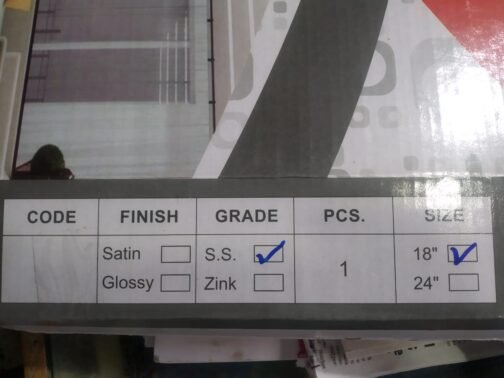 CODE FINISH GRADE PCS. SIZE
Satin S.S. ✓ 1 18" ✓
Glossy Zink 24"